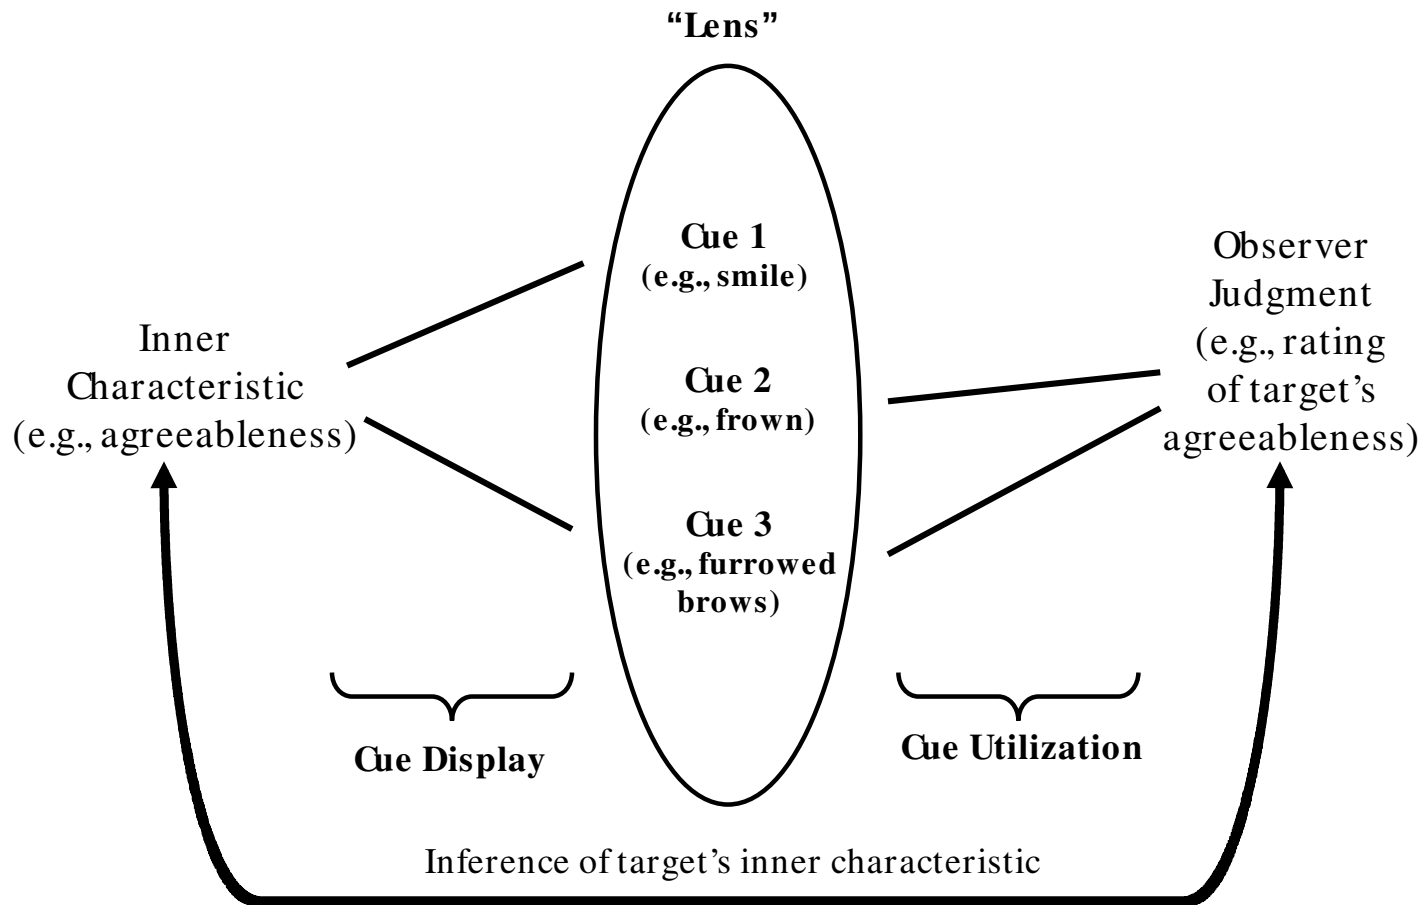 “Lens”
Cue 1
(e.g., smile)
Cue 2
(e.g., frown)
Cue 3
(e.g., furrowed
brows)
Inner
Characteristic
(e.g., agreeableness)
Observer
Judgment
(e.g., rating
of target’s
agreeableness)
Cue Display
Cue Utilization
Inference of target’s inner characteristic